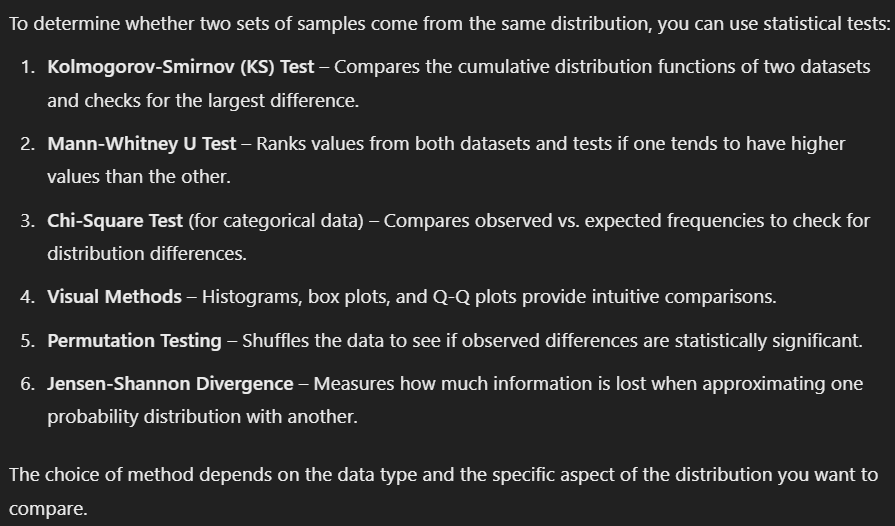 To determine whether two sets of samples come from the same distribution, you can use statistical tests:
1. Kolmogorov-Smirnov (KS) Test – Compares the cumulative distribution functions of two datasets
and checks for the largest difference.
2. Mann-Whitney U Test – Ranks values from both datasets and tests if one tends to have higher
values than the other.
3. Chi-Square Test (for categorical data) – Compares observed vs. expected frequencies to check for
distribution differences.
4. Visual Methods – Histograms, box plots, and Q-Q plots provide intuitive comparisons.
5. Permutation Testing – Shuffles the data to see if observed differences are statistically significant.
6. Jensen-Shannon Divergence – Measures how much information is lost when approximating one
probability distribution with another.
The choice of method depends on the data type and the specific aspect of the distribution you want to
compare.